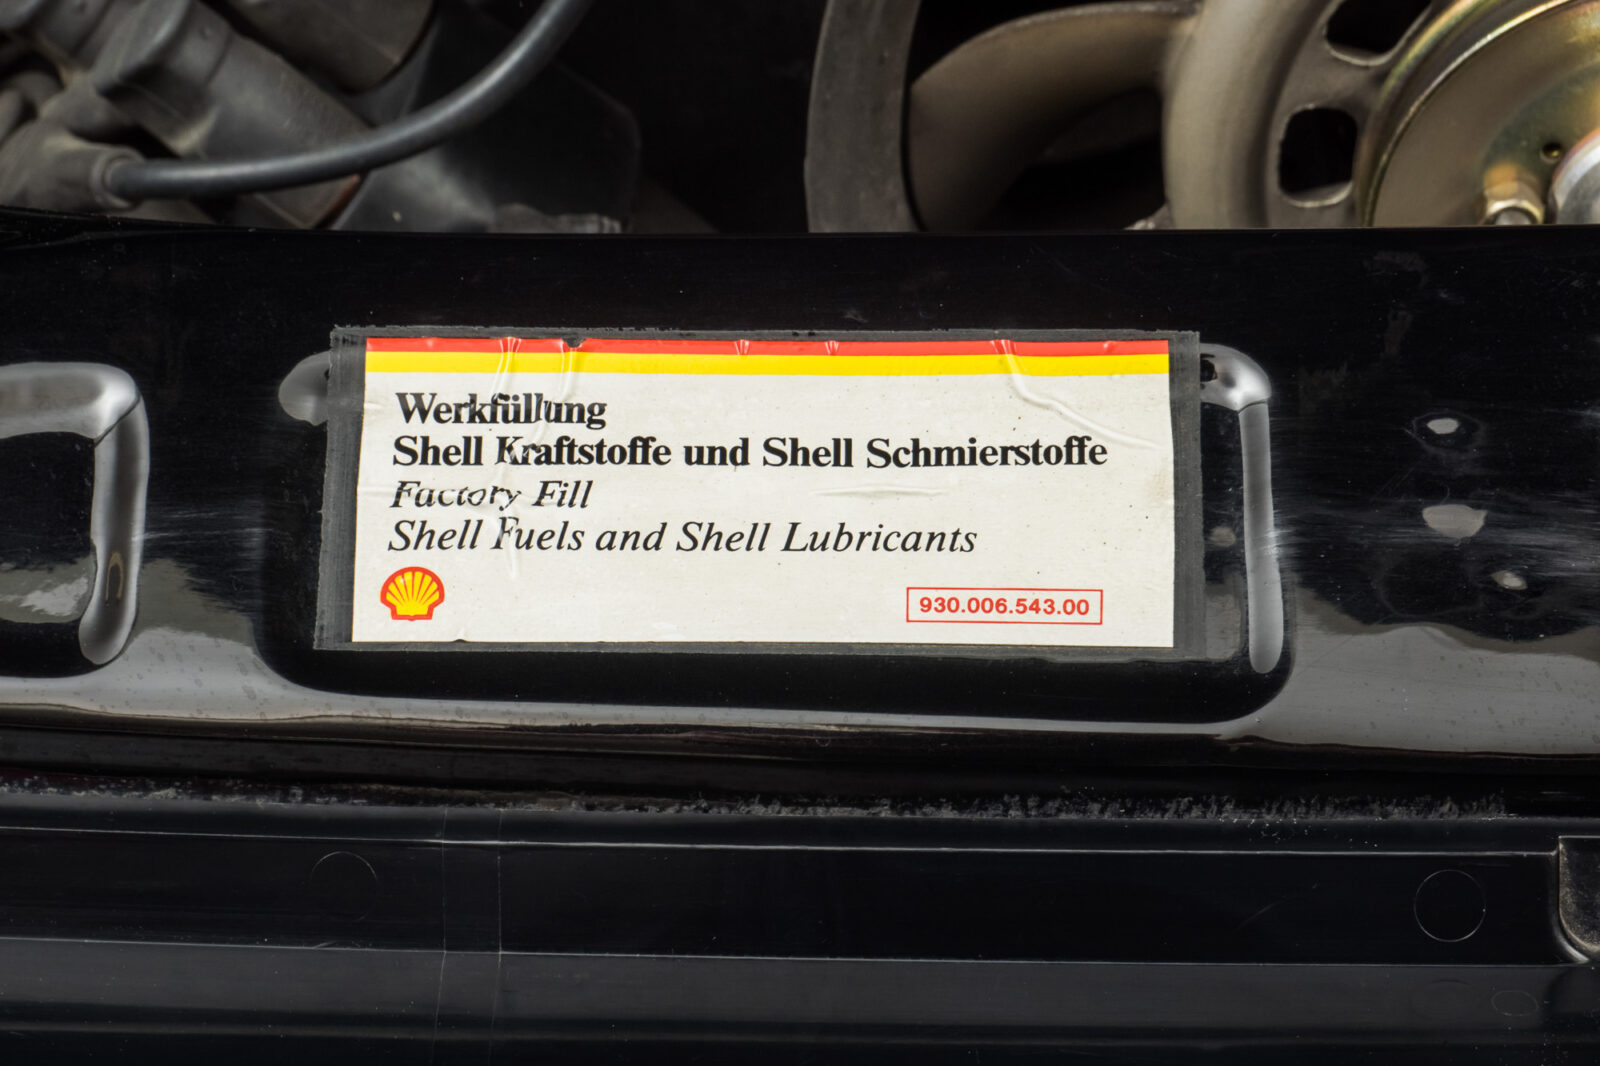 Werkfüllung
Shell Kraftstoffe und Shell Schmierstoffe
Factory Fill
Shell Fuels and Shell Lubricants
930.006.543.00